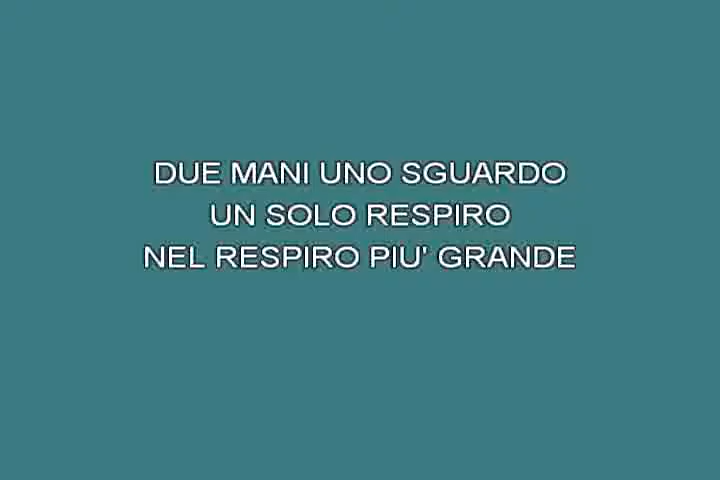 DUE MANI UNO SGUARDO
UN SOLO RESPIRO
NEL RESPIRO PIU' GRANDE